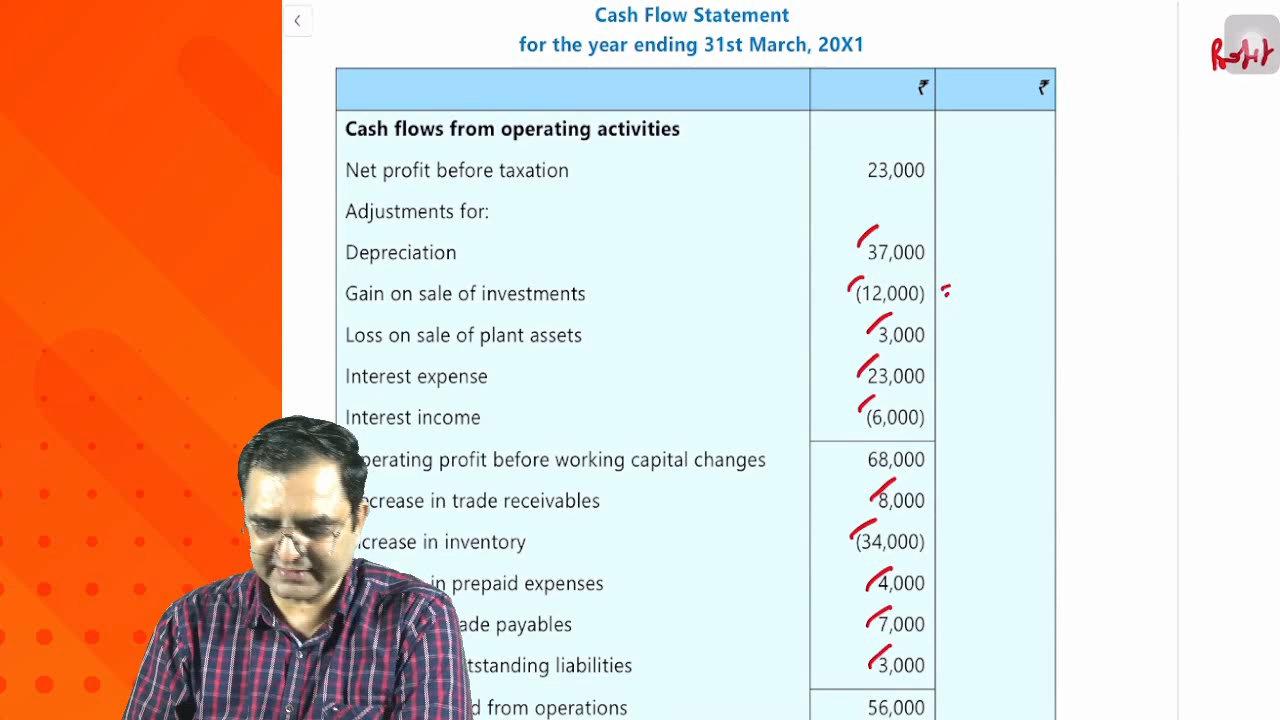 Cash Flow Statement
for the year ending 31st March, 20X1
₹ ₹
Cash flows from operating activities
Net profit before taxation 23,000
Adjustments for:
Depreciation 37,000
Gain on sale of investments (12,000)
Loss on sale of plant assets 3,000
Interest expense 23,000
Interest income (6,000)
perating profit before working capital changes 68,000
ecrease in trade receivables 8,000
crease in inventory (34,000)
in prepaid expenses 4,000
ade payables 7,000
tstanding liabilities 3,000
d from operations 56,000